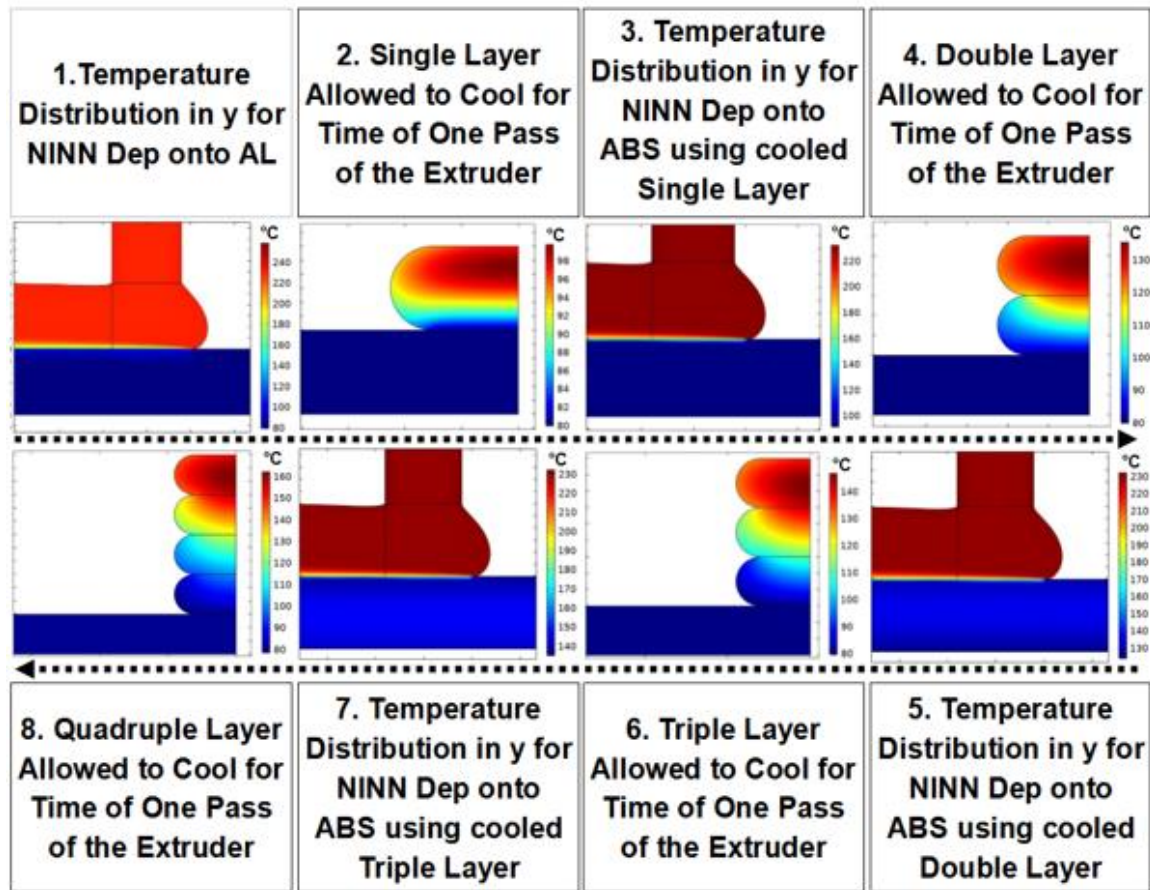 1.Temperature
Distribution in y for
NINN Dep onto AL
2. Single Layer
Allowed to Cool for
Time of One Pass
of the Extruder
3. Temperature
Distribution in y for
NINN Dep onto
ABS using cooled
Single Layer
4. Double Layer
Allowed to Cool for
Time of One Pass
of the Extruder
°C
240
220
200
180
160
140
120
100
80
°C
98
96
94
92
90
88
86
84
82
80
°C
220
200
180
160
140
120
100
°C
130
120
110
100
90
80
°C
160
150
140
130
120
110
100
90
80
°C
230
220
210
200
190
180
170
160
150
140
°C
140
130
120
110
100
90
80
°C
230
220
210
200
190
180
170
160
150
140
130
8. Quadruple Layer
Allowed to Cool for
Time of One Pass
of the Extruder
7. Temperature
Distribution in y for
NINN Dep onto
ABS using cooled
Triple Layer
6. Triple Layer
Allowed to Cool for
Time of One Pass
of the Extruder
5. Temperature
Distribution in y for
NINN Dep onto
ABS using cooled
Double Layer